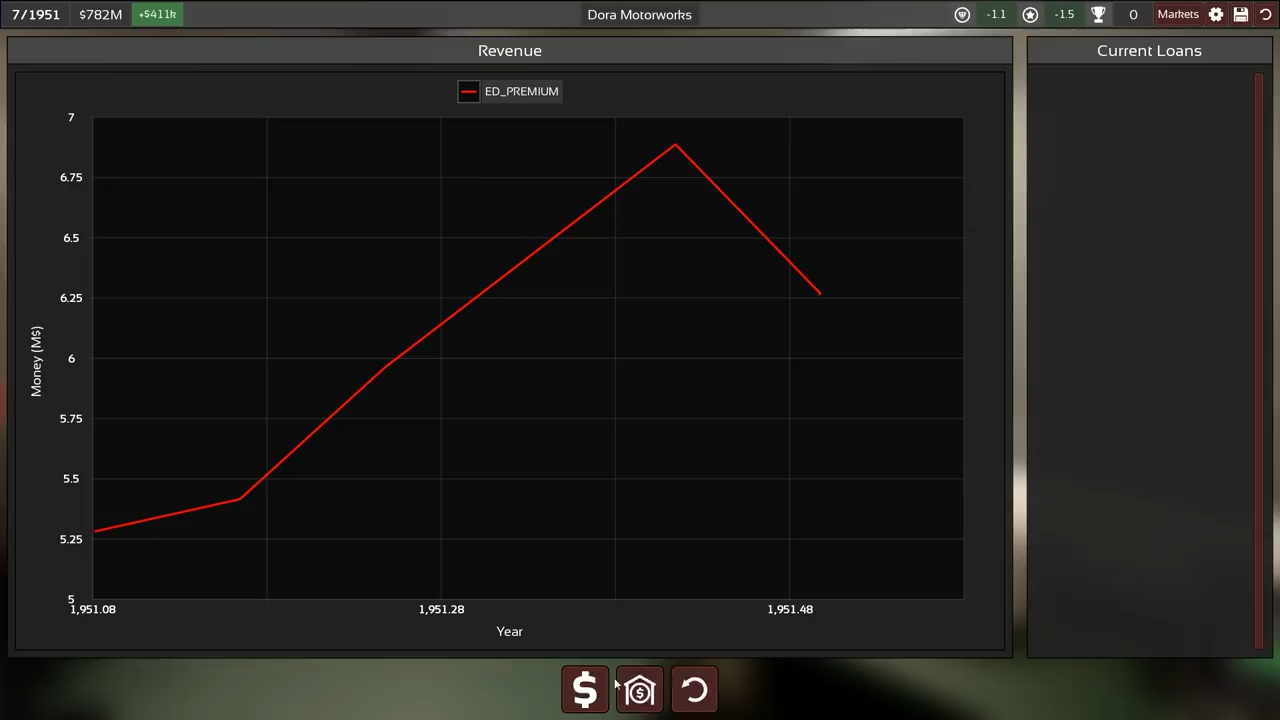 7/1951 $782M +$411k Dora Motorworks -1.1 -1.5 0 Markets
Revenue
Current Loans
ED_PREMIUM
7
6.75
6.5
6.25
6
5.75
5.5
5.25
5
Money (M$)
1,951.08 1,951.28 1,951.48
Year